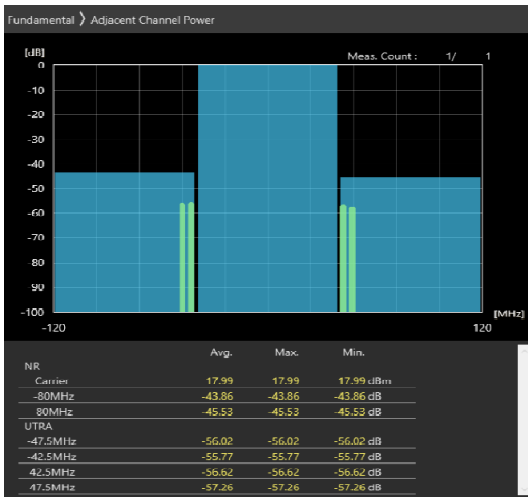 Fundamental ❯ Adjacent Channel Power
[dB]
Meas. Count : 1/ 1
0
-10
-20
-30
-40
-50
-60
-70
-80
-90
-100
[MHz]
-120 120
Avg. Max. Min.
NR
Carrier 17.99 17.99 17.99 dBm
-80MHz -43.86 -43.86 -43.86 dB
80MHz -45.53 -45.53 -45.53 dB
UTRA
-47.5MHz -56.02 -56.02 -56.02 dB
-42.5MHz -55.77 -55.77 -55.77 dB
42.5MHz -56.62 -56.62 -56.62 dB
47.5MHz -57.26 -57.26 -57.26 dB